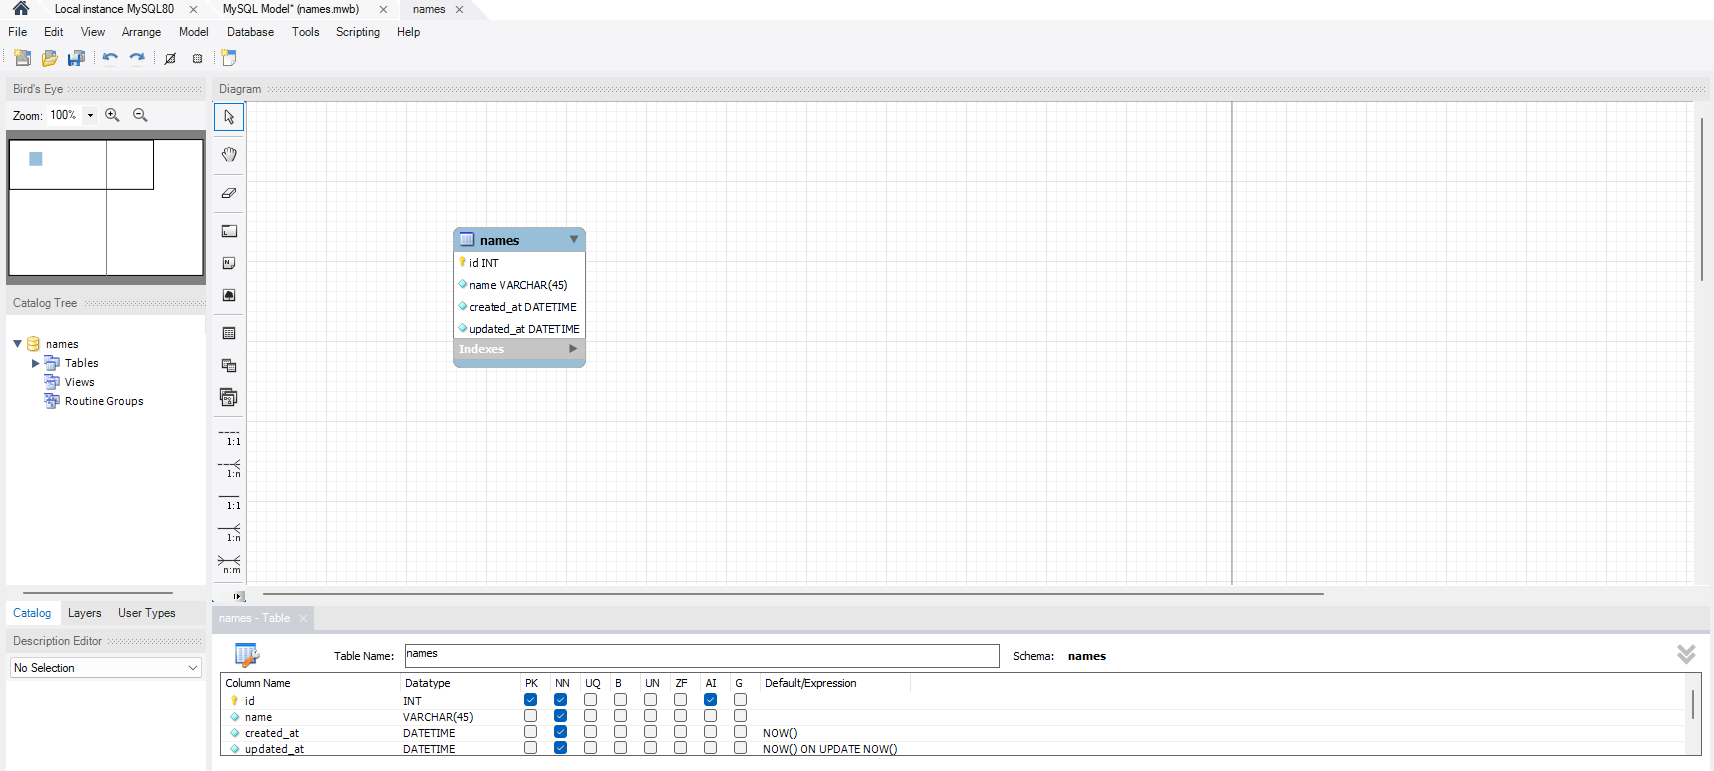 Local instance MySQL80
MySQL Model* (names.mwb)
names
File Edit View Arrange Model Database Tools Scripting Help
Bird's Eye
Zoom: 100%
Diagram
names
id INT
name VARCHAR(45)
created_at DATETIME
updated_at DATETIME
Indexes
Catalog Tree
names
Tables
Views
Routine Groups
1:1
1:n
1:1
1:n
n:m
Catalog Layers User Types
Description Editor
No Selection
names - Table
Table Name: names Schema: names
Column Name Datatype PK NN UQ B UN ZF AI G Default/Expression
id INT
name VARCHAR(45)
created_at DATETIME NOW()
updated_at DATETIME NOW() ON UPDATE NOW()